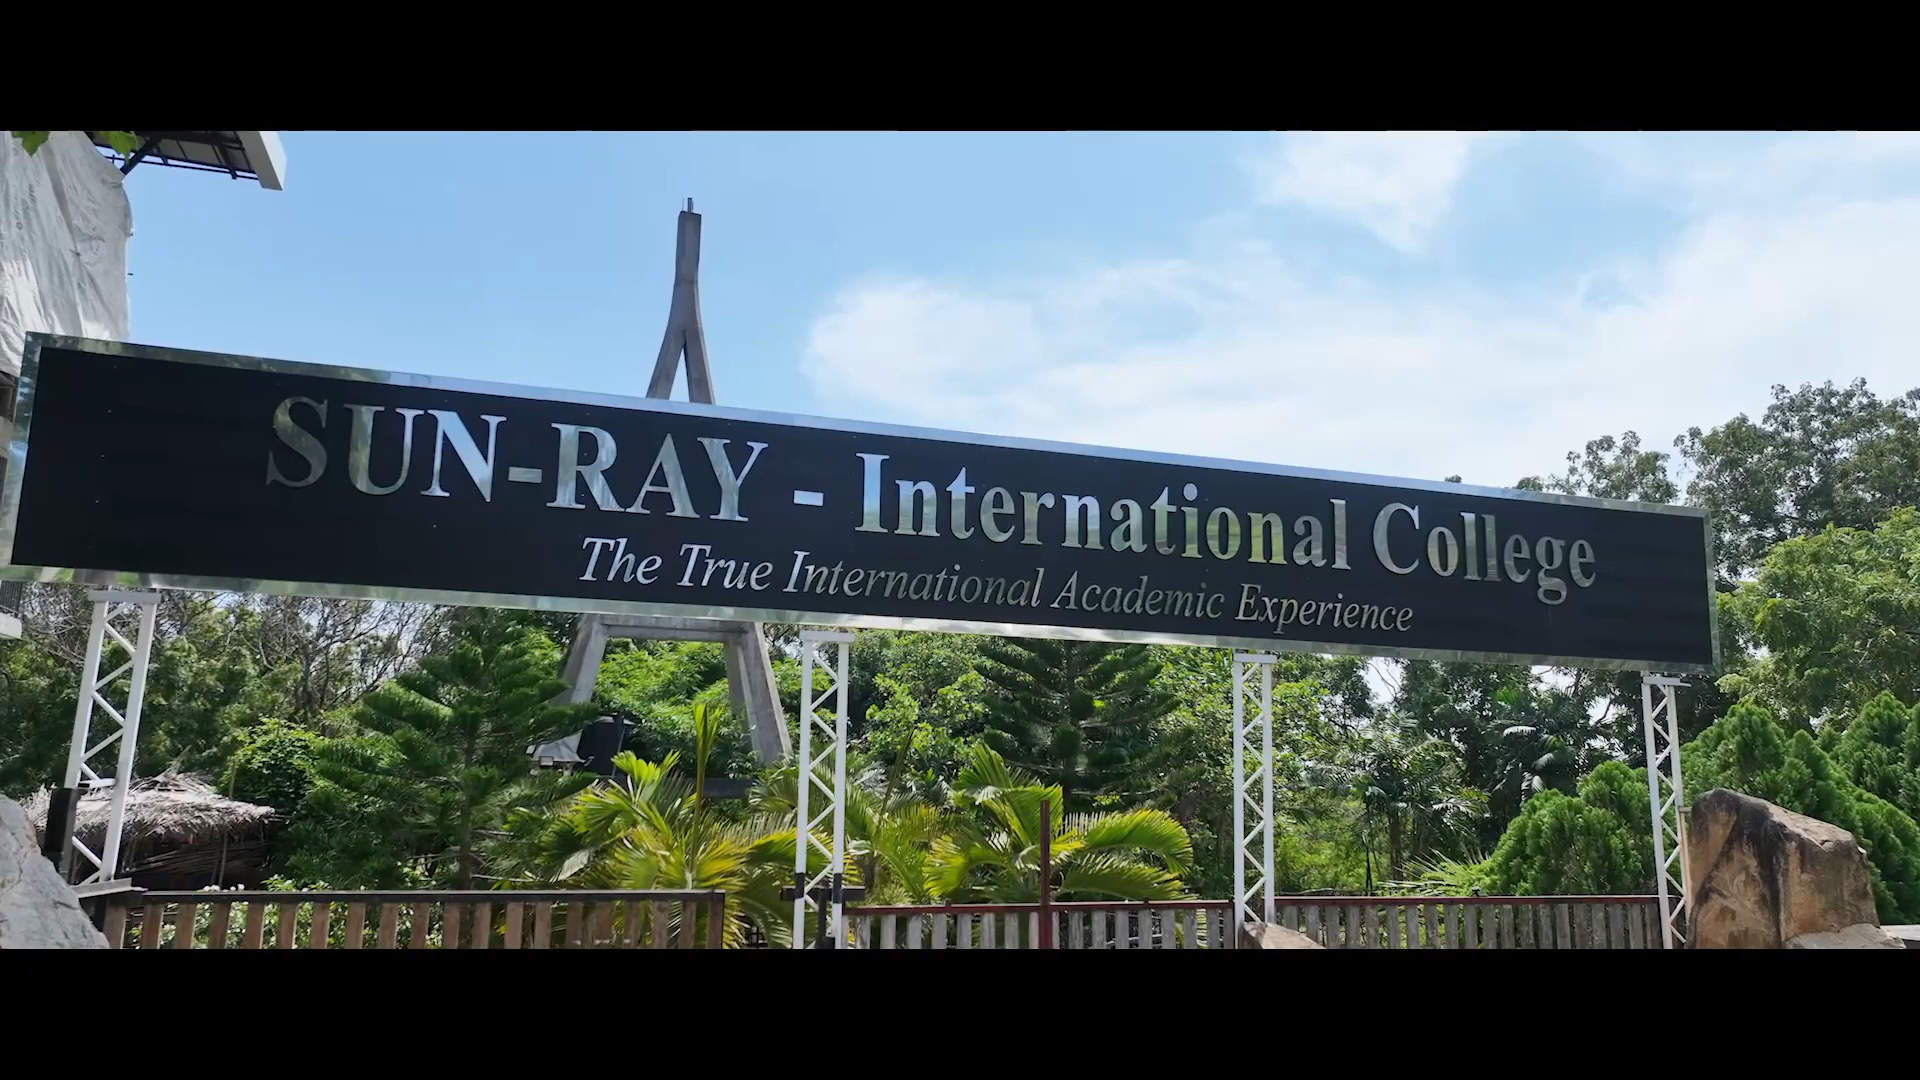 SUN-RAY - International College
The True International Academic Experience